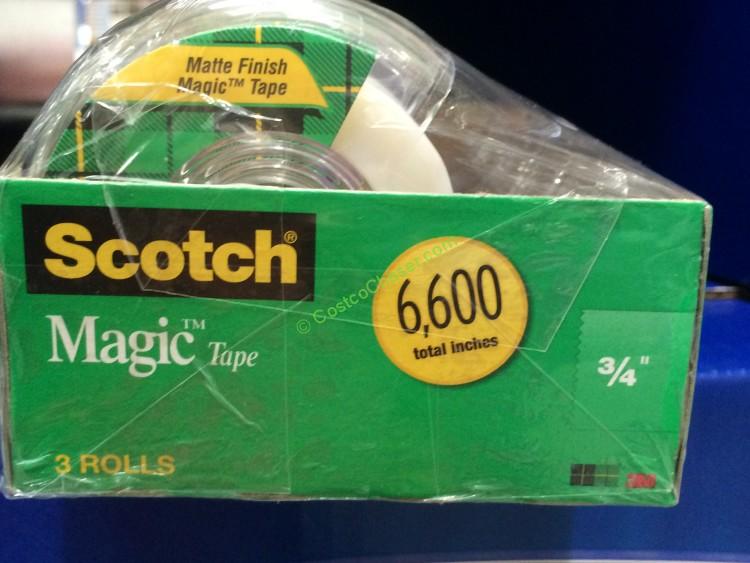 Matte Finish
Magic™ Tape
Scotch®
Magic™ Tape
© CostcoChaser.com
6,600
total inches
3/4"
3 ROLLS
3M